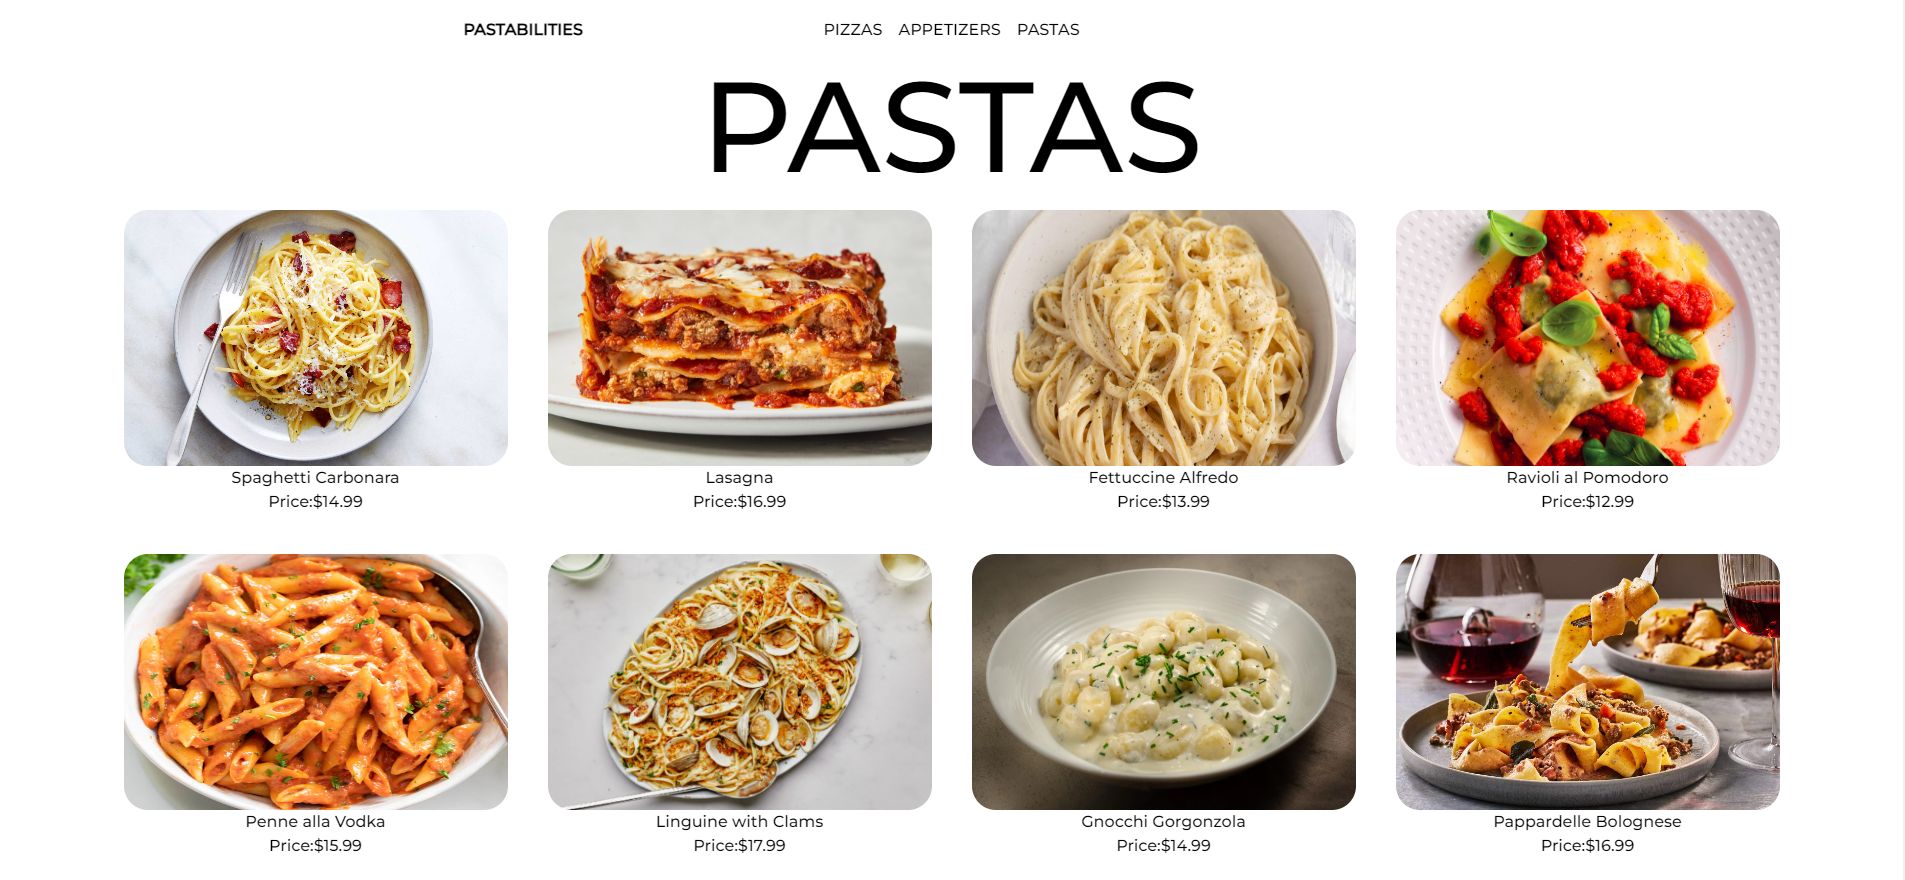 PASTABILITIES PIZZAS APPETIZERS PASTAS
PASTAS
Spaghetti Carbonara
Price:$14.99
Lasagna
Price:$16.99
Fettuccine Alfredo
Price:$13.99
Ravioli al Pomodoro
Price:$12.99
Penne alla Vodka
Price:$15.99
Linguine with Clams
Price:$17.99
Gnocchi Gorgonzola
Price:$14.99
Pappardelle Bolognese
Price:$16.99